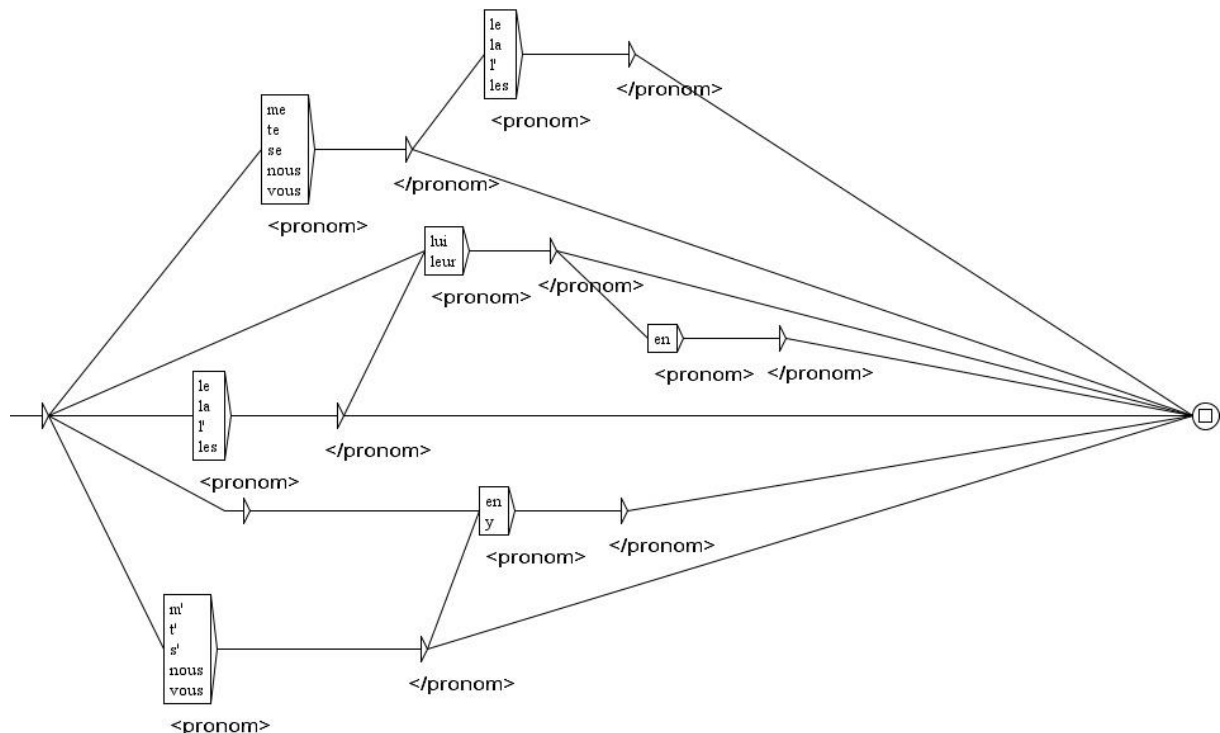 le
la
l'
les
<pronom>
</pronom>
me
te
se
nous
vous
<pronom>
</pronom>
lui
leur
<pronom>
</pronom>
en
<pronom>
</pronom>
le
la
l'
les
<pronom>
</pronom>
en
y
<pronom>
</pronom>
m'
t'
s'
nous
vous
<pronom>
</pronom>